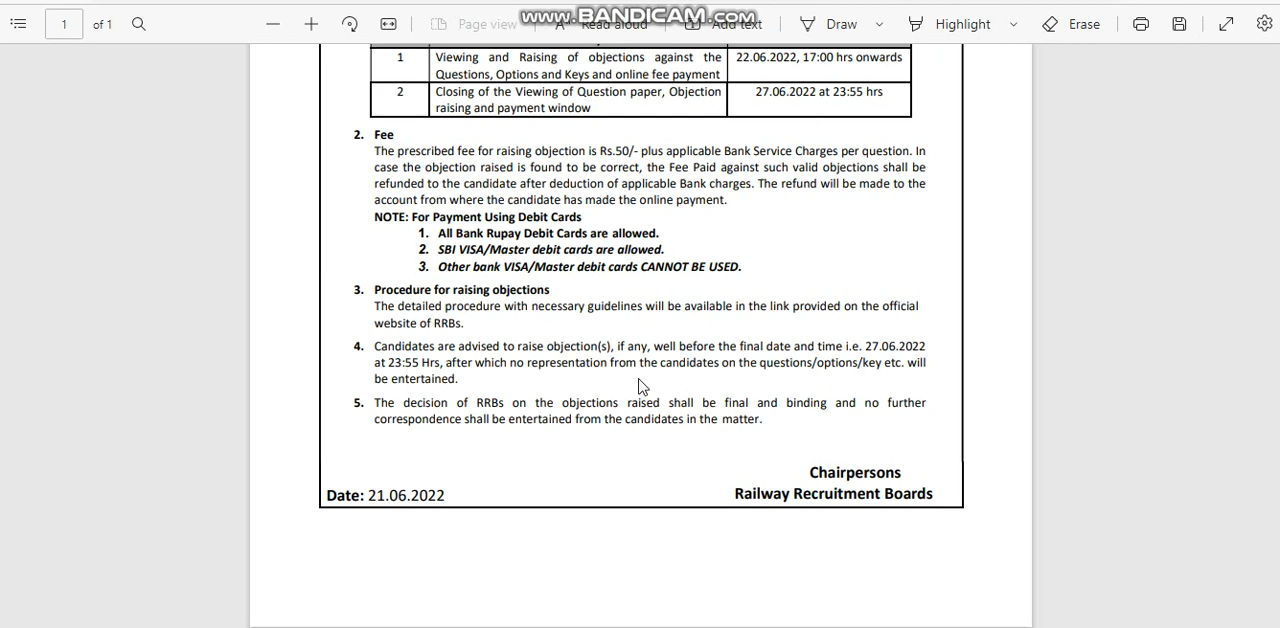 1
of 1
Page view
www.BANDICAM.com
Read aloud
Add text
Draw
Highlight
Erase
1 Viewing and Raising of objections against the 22.06.2022, 17:00 hrs onwards
Questions, Options and Keys and online fee payment
2 Closing of the Viewing of Question paper, Objection 27.06.2022 at 23:55 hrs
raising and payment window
2. Fee
The prescribed fee for raising objection is Rs.50/- plus applicable Bank Service Charges per question. In
case the objection raised is found to be correct, the Fee Paid against such valid objections shall be
refunded to the candidate after deduction of applicable Bank charges. The refund will be made to the
account from where the candidate has made the online payment.
NOTE: For Payment Using Debit Cards
1. All Bank Rupay Debit Cards are allowed.
2. SBI VISA/Master debit cards are allowed.
3. Other bank VISA/Master debit cards CANNOT BE USED.
3. Procedure for raising objections
The detailed procedure with necessary guidelines will be available in the link provided on the official
website of RRBs.
4. Candidates are advised to raise objection(s), if any, well before the final date and time i.e. 27.06.2022
at 23:55 Hrs, after which no representation from the candidates on the questions/options/key etc. will
be entertained.
5. The decision of RRBs on the objections raised shall be final and binding and no further
correspondence shall be entertained from the candidates in the matter.
Chairpersons
Date: 21.06.2022 Railway Recruitment Boards